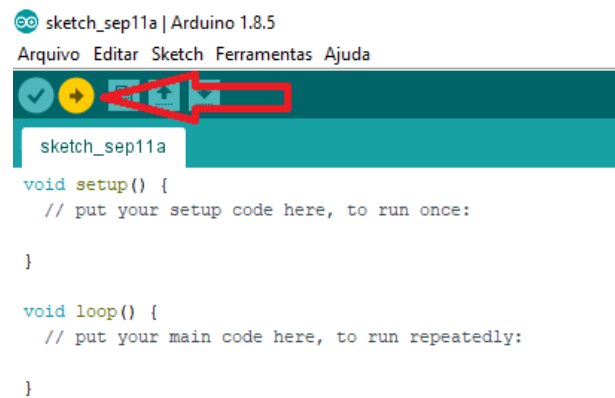 sketch_sep11a | Arduino 1.8.5
Arquivo Editar Sketch Ferramentas Ajuda
sketch_sep11a
void setup() {
  // put your setup code here, to run once:
}
void loop() {
  // put your main code here, to run repeatedly:
}